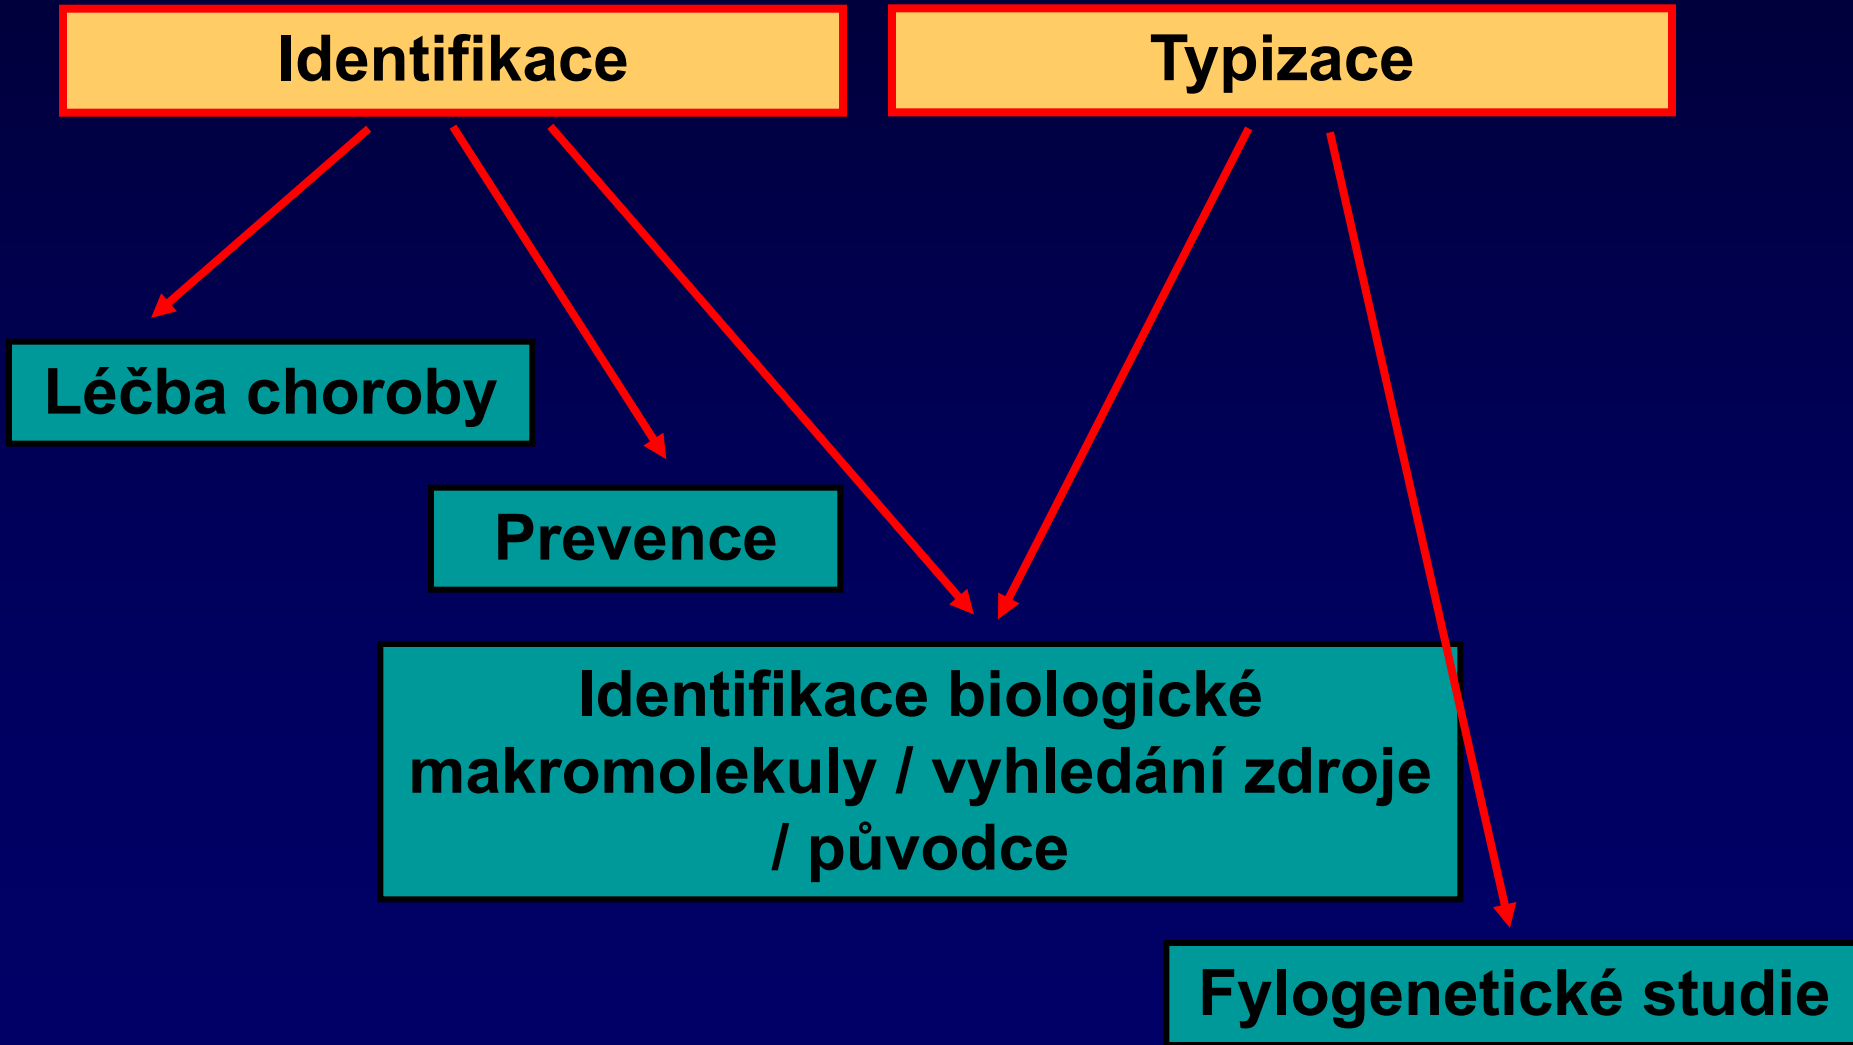 Identifikace
Typizace
Léčba choroby
Prevence
Identifikace biologické
makromolekuly / vyhledání zdroje
/ původce
Fylogenetické studie